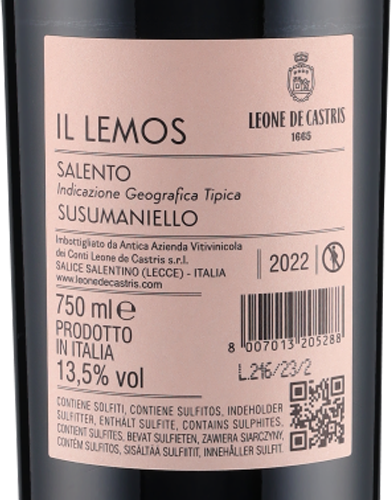 IL LEMOS
LEONE DE CASTRIS
1665
SALENTO
Indicazione Geografica Tipica
SUSUMANIELLO
Imbottigliato da Antica Azienda Vitivinicola
dei Conti Leone de Castris s.r.l.
SALICE SALENTINO (LECCE) - ITALIA
www.leonedecastris.com
2022
750 ml ℮
PRODOTTO
IN ITALIA
13,5% vol
8 007013 205288
L.216/23/2
CONTIENE SOLFITI, CONTIENE SULFITOS, INDEHOLDER
SULFITTER, ENTHÄLT SULFITE, CONTAINS SULPHITES,
CONTIENT SULFITES, BEVAT SULFIETEN, ZAWIERA SIARCZYNY,
CONTÉM SULFITOS, SISÄLTÄÄ SULFIITIT, INNEHÅLLER SULFIT.